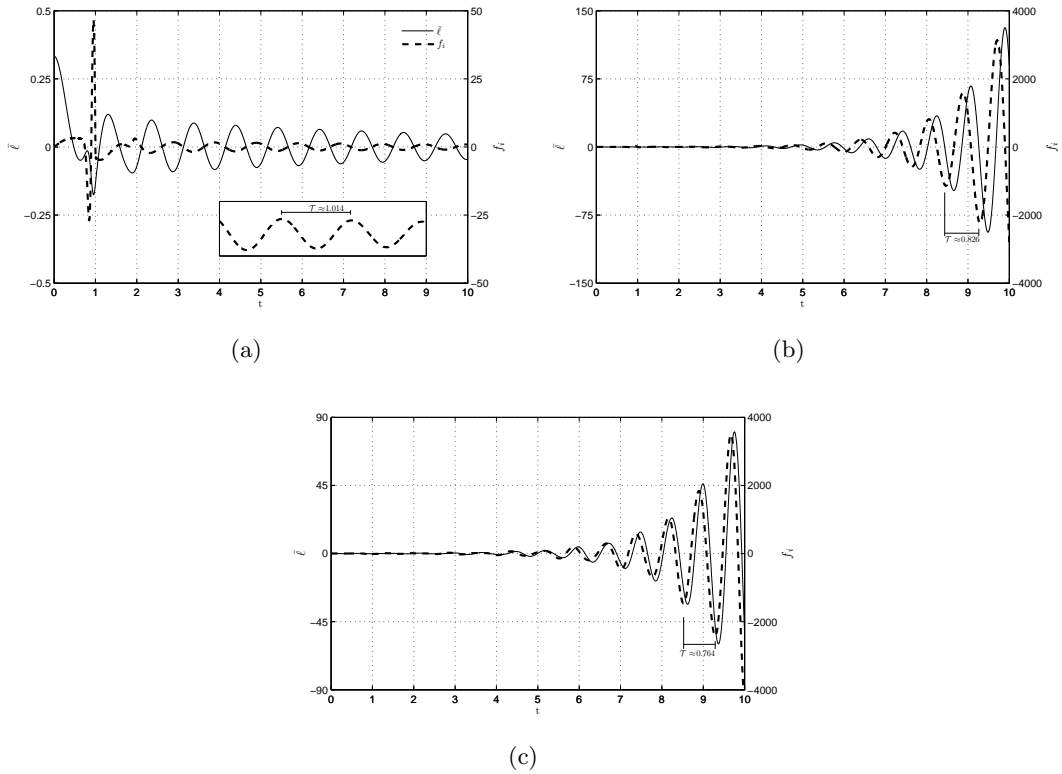 0.5
0.25
0
−0.25
−0.5
ℓ̄
50
25
0
−25
−50
f_i
ℓ̄
f_i
𝒯 ≈1.014
0 1 2 3 4 5 6 7 8 9 10
t
(a)
150
75
0
−75
−150
ℓ̄
4000
2000
0
−2000
−4000
f_i
𝒯 ≈0.826
0 1 2 3 4 5 6 7 8 9 10
t
(b)
90
45
0
−45
−90
ℓ̄
4000
2000
0
−2000
−4000
f_i
𝒯 ≈0.764
0 1 2 3 4 5 6 7 8 9 10
t
(c)